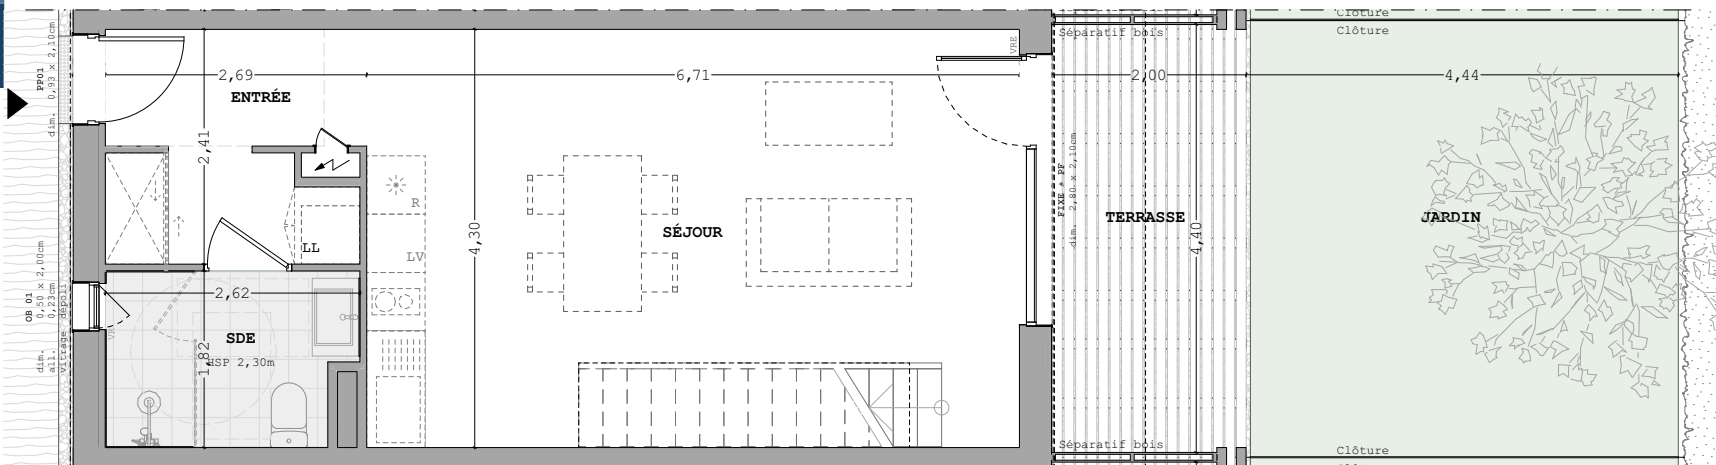 Clôture
Clôture
Séparatif bois
VRE
PP01
dim. 0,93 x 2,10cm
2,69
6,71
2,00
4,44
ENTRÉE
2,41
R
FIXE + PF
dim. 2,80 x 2,10cm
TERRASSE
JARDIN
SÉJOUR
4,30
4,40
LL
LV
OB 01
dim. 0,50 x 2,00cm
all. 0,23cm
vitrage dépoli
2,62
SDE
HSP 2,30m
1,82
Séparatif bois
Clôture